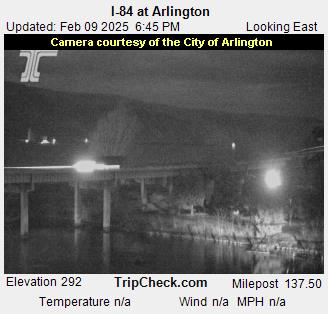 I-84 at Arlington
Updated: Feb 09 2025  6:45 PM  Looking East
Camera courtesy of the City of Arlington
Elevation 292  TripCheck.com  Milepost 137.50
Temperature n/a  Wind n/a  MPH n/a